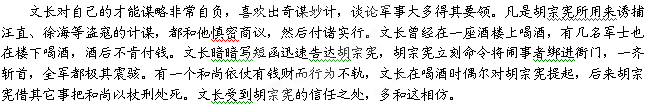 文长对自己的才能谋略非常自负，喜欢出奇谋妙计，谈论军事大多得其要领。凡是胡宗宪所用来诱捕
汪直、徐海等盗寇的计谋，都和他慎密商议，然后付诸实行。文长曾经在一座酒楼上喝酒，有几名军士也
在楼下喝酒，酒后不肯付钱。文长暗暗写短函迅速告达胡宗宪，胡宗宪立刻命令将闹事者绑进衙门，一齐
斩首，全军都极其震骇。有一个和尚依仗有钱财而行为不轨，文长在喝酒时偶尔对胡宗宪提起，后来胡宗
宪借其它事把和尚以杖刑处死。文长受到胡宗宪的信任之处，多和这相仿。